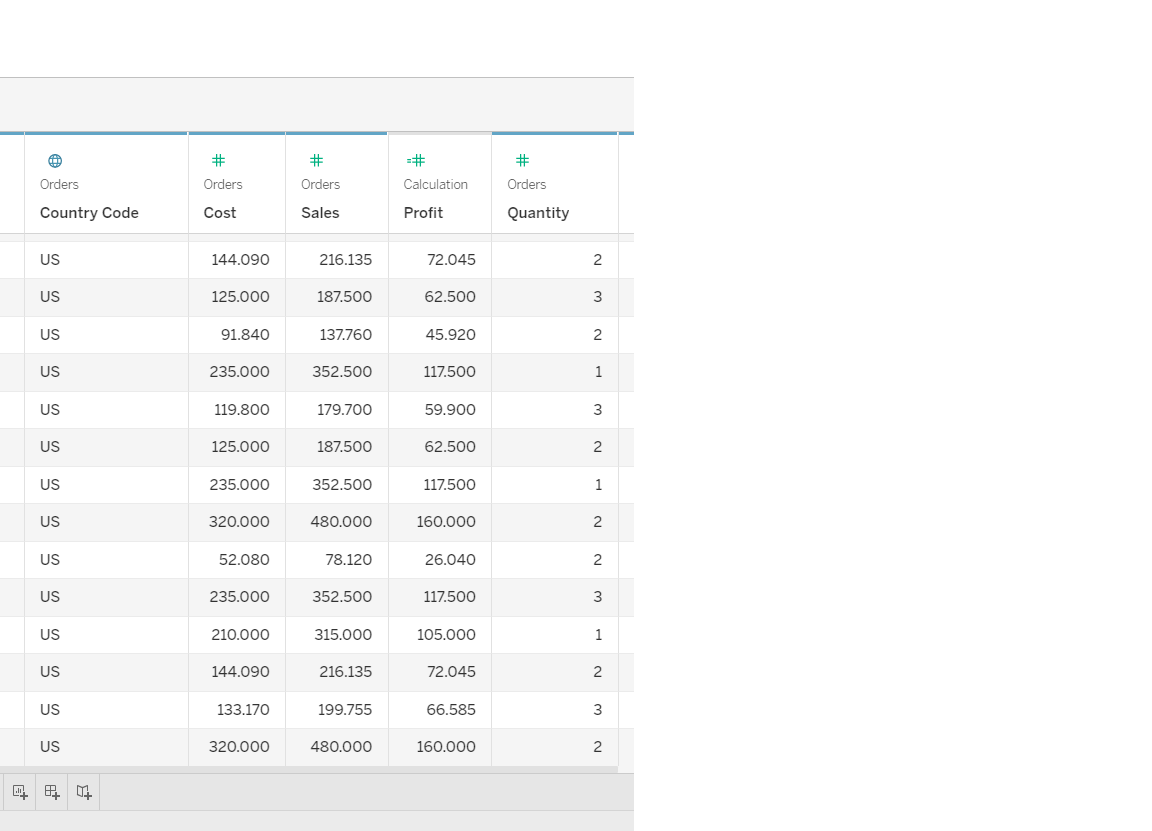 Orders Orders Orders Calculation Orders
Country Code Cost Sales Profit Quantity
US 144.090 216.135 72.045 2
US 125.000 187.500 62.500 3
US 91.840 137.760 45.920 2
US 235.000 352.500 117.500 1
US 119.800 179.700 59.900 3
US 125.000 187.500 62.500 2
US 235.000 352.500 117.500 1
US 320.000 480.000 160.000 2
US 52.080 78.120 26.040 2
US 235.000 352.500 117.500 3
US 210.000 315.000 105.000 1
US 144.090 216.135 72.045 2
US 133.170 199.755 66.585 3
US 320.000 480.000 160.000 2